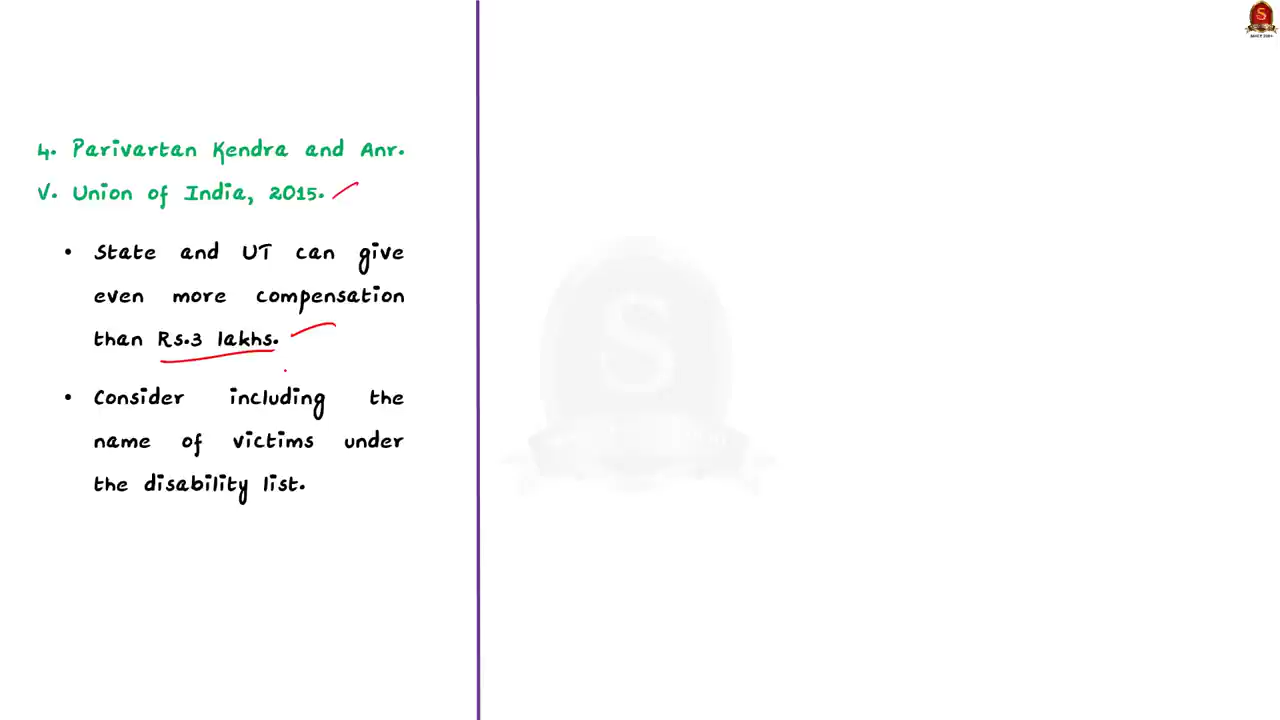 4. Parivartan Kendra and Anr.
V. Union of India, 2015.
• State and UT can give
even more compensation
than Rs.3 lakhs.
• Consider including the
name of victims under
the disability list.
S
S